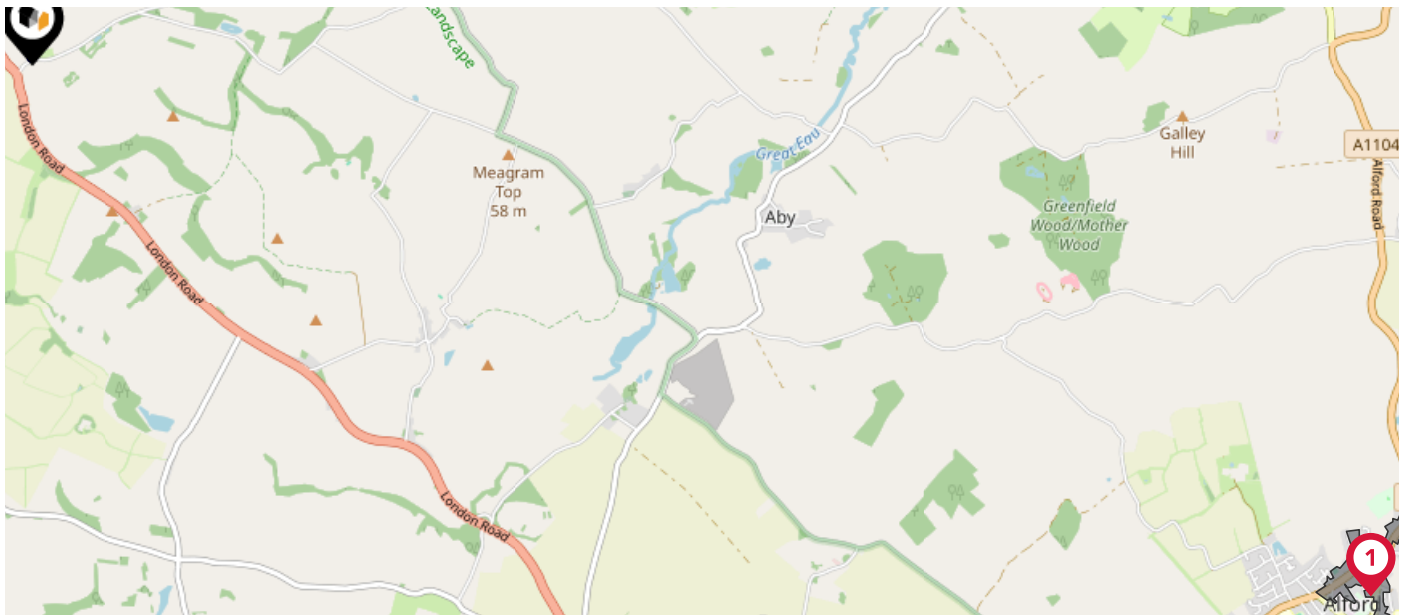 Landscape
London Road
Meagram
Top
58 m
Great Eau
Aby
Galley
Hill
A1104
Alford Road
Greenfield
Wood/Mother
Wood
London Road
London Road
1
Alford